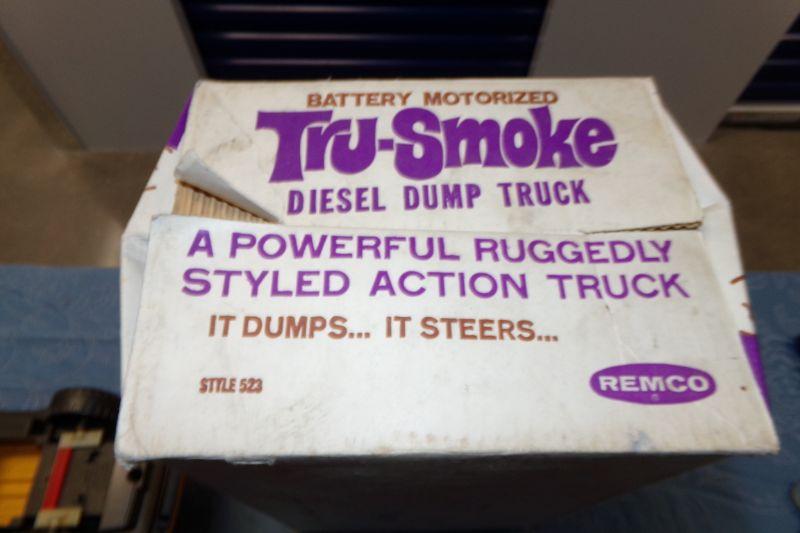 BATTERY MOTORIZED
Tru-Smoke
DIESEL DUMP TRUCK
A POWERFUL RUGGEDLY
STYLED ACTION TRUCK
IT DUMPS... IT STEERS...
STYLE 523
REMCO
®